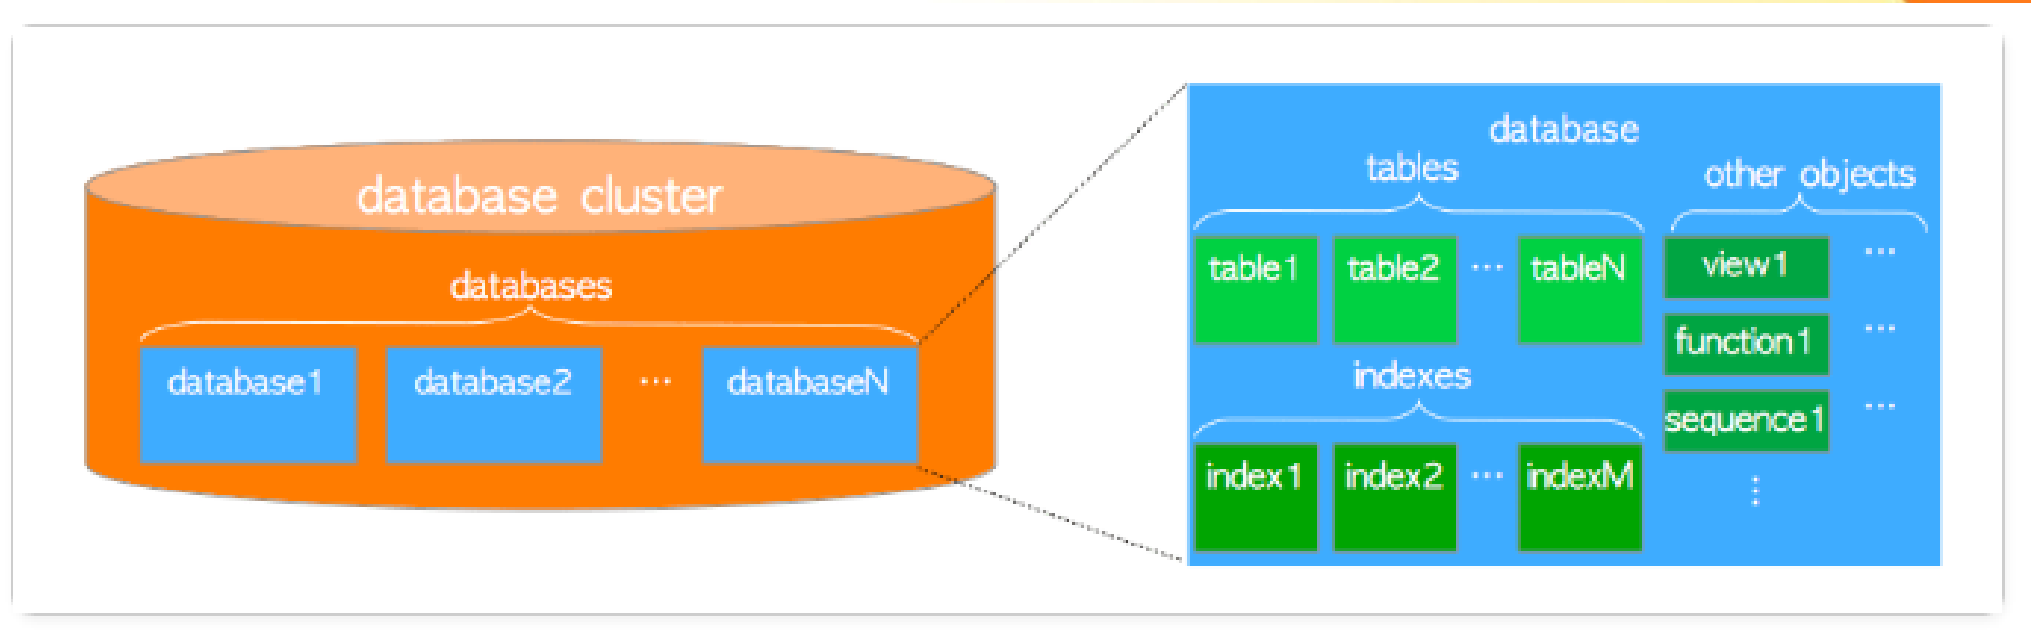 database cluster
databases
database1 database2 ... databaseN
database
tables
other objects
table1 table2 ... tableN
view1 ...
function1 ...
sequence1 ...
⋮
indexes
index1 index2 ... indexM